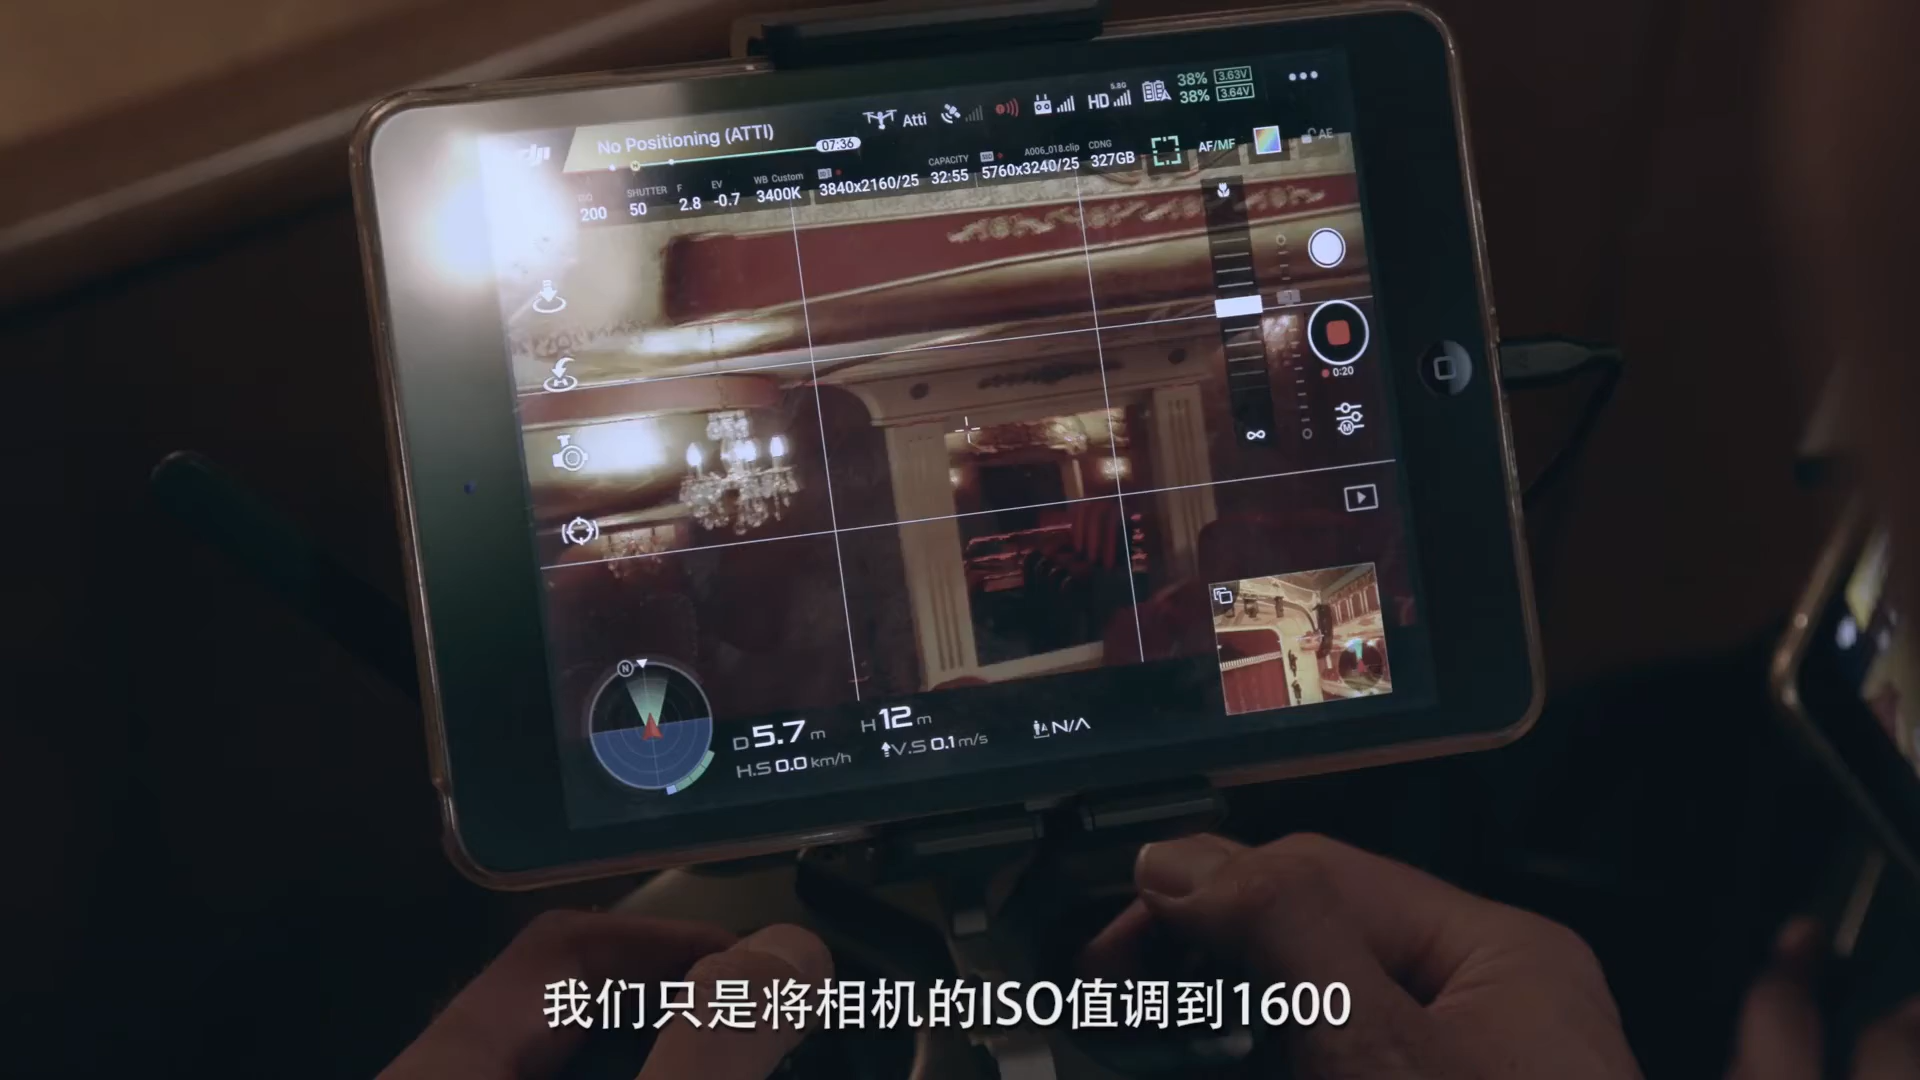 dji
No Positioning (ATTI)
07:36
Atti
HD
5.8G
38% 3.63V
38% 3.64V
ISO 200
SHUTTER 50
F 2.8
EV -0.7
WB Custom 3400K
3840x2160/25
CAPACITY 32:55
A006_018.clip
5760x3240/25
CDNG 327GB
AF/MF
AE
0:20
M
N
D 5.7 m
H 12 m
H.S 0.0 km/h
V.S 0.1 m/s
N/A
我们只是将相机的ISO值调到1600